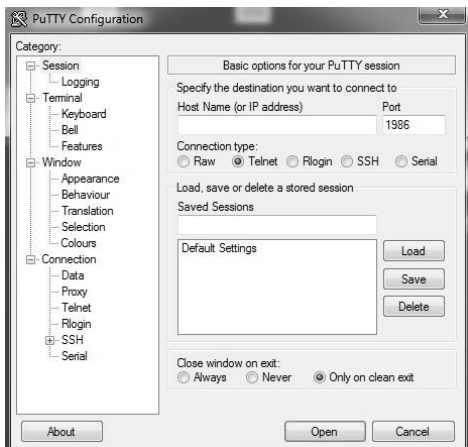 PuTTY Configuration
Category:
Session
Logging
Terminal
Keyboard
Bell
Features
Window
Appearance
Behaviour
Translation
Selection
Colours
Connection
Data
Proxy
Telnet
Rlogin
SSH
Serial
Basic options for your PuTTY session
Specify the destination you want to connect to
Host Name (or IP address) Port
1986
Connection type:
Raw Telnet Rlogin SSH Serial
Load, save or delete a stored session
Saved Sessions
Default Settings
Load
Save
Delete
Close window on exit:
Always Never Only on clean exit
About Open Cancel